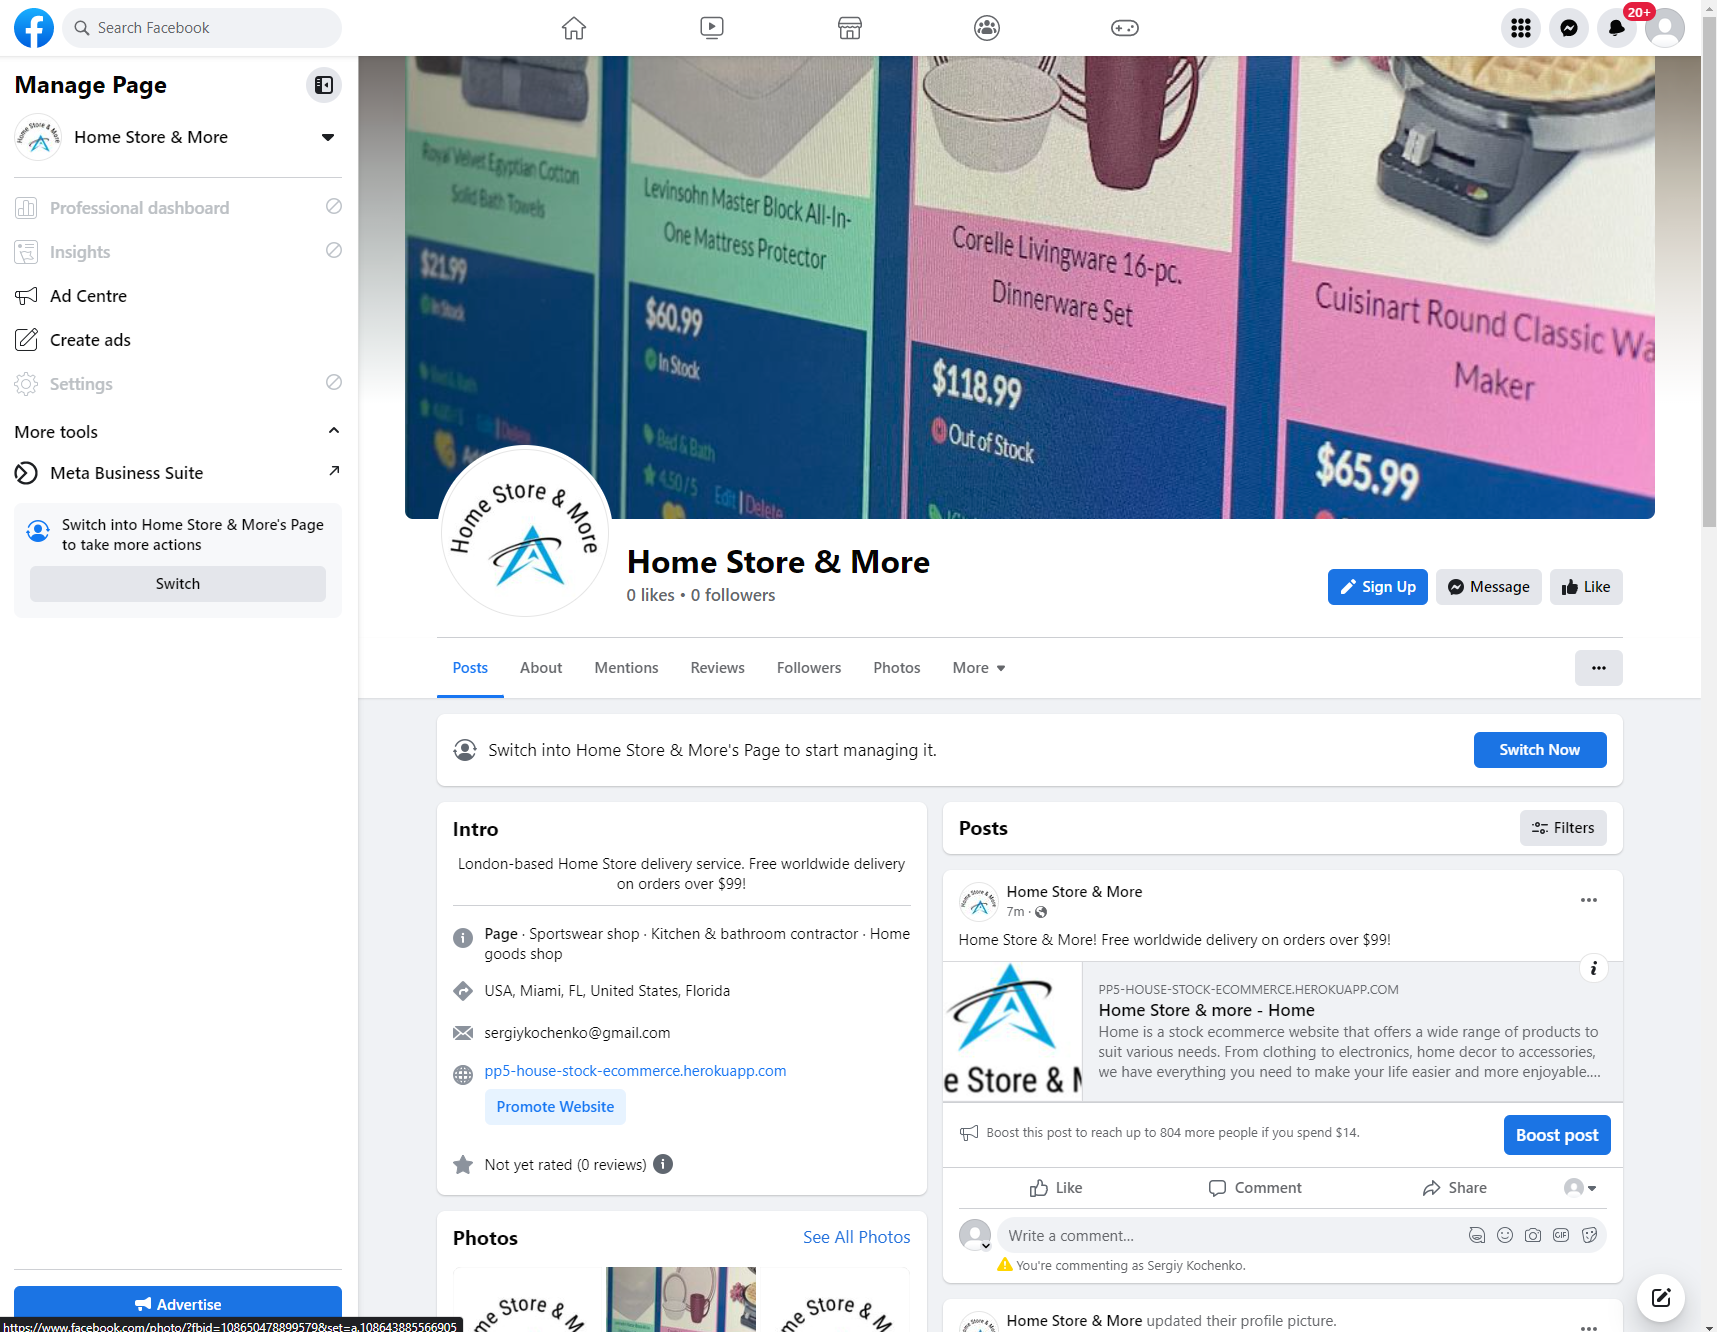 Search Facebook
20+
Manage Page
Home Store & More
Professional dashboard
Insights
Ad Centre
Create ads
Settings
More tools
Meta Business Suite
Switch into Home Store & More's Page
to take more actions
Switch
Advertise
https://www.facebook.com/photo/?fbid=108650478899579&set=a.108643885566905
Royal Velvet Egyptian Cotton
Solid Bath Towels
$21.99
In Stock
Bed & Bath
Levinsohn Master Block All-In-
One Mattress Protector
$60.99
In Stock
Bed & Bath
4.50/5
Edit | Delete
Corelle Livingware 16-pc.
Dinnerware Set
$118.99
Out of Stock
Cuisinart Round Classic Wa
Maker
$65.99
Home Store & More
Home Store & More
0 likes • 0 followers
Sign Up
Message
Like
Posts
About
Mentions
Reviews
Followers
Photos
More
Switch into Home Store & More's Page to start managing it.
Switch Now
Intro
London-based Home Store delivery service. Free worldwide delivery
on orders over $99!
Page · Sportswear shop · Kitchen & bathroom contractor · Home
goods shop
USA, Miami, FL, United States, Florida
sergiykochenko@gmail.com
pp5-house-stock-ecommerce.herokuapp.com
Promote Website
Not yet rated (0 reviews)
Photos
See All Photos
Store & M
Store & M
Posts
Filters
Home Store & More
7m ·
Home Store & More! Free worldwide delivery on orders over $99!
e Store & M
PP5-HOUSE-STOCK-ECOMMERCE.HEROKUAPP.COM
Home Store & more - Home
Home is a stock ecommerce website that offers a wide range of products to
suit various needs. From clothing to electronics, home decor to accessories,
we have everything you need to make your life easier and more enjoyable....
Boost this post to reach up to 804 more people if you spend $14.
Boost post
Like
Comment
Share
Write a comment...
GIF
You're commenting as Sergiy Kochenko.
Home Store & More updated their profile picture.